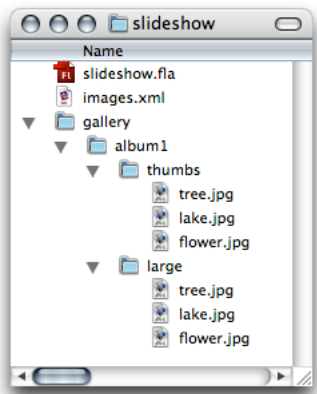 slideshow
Name
slideshow.fla
images.xml
gallery
album1
thumbs
tree.jpg
lake.jpg
flower.jpg
large
tree.jpg
lake.jpg
flower.jpg